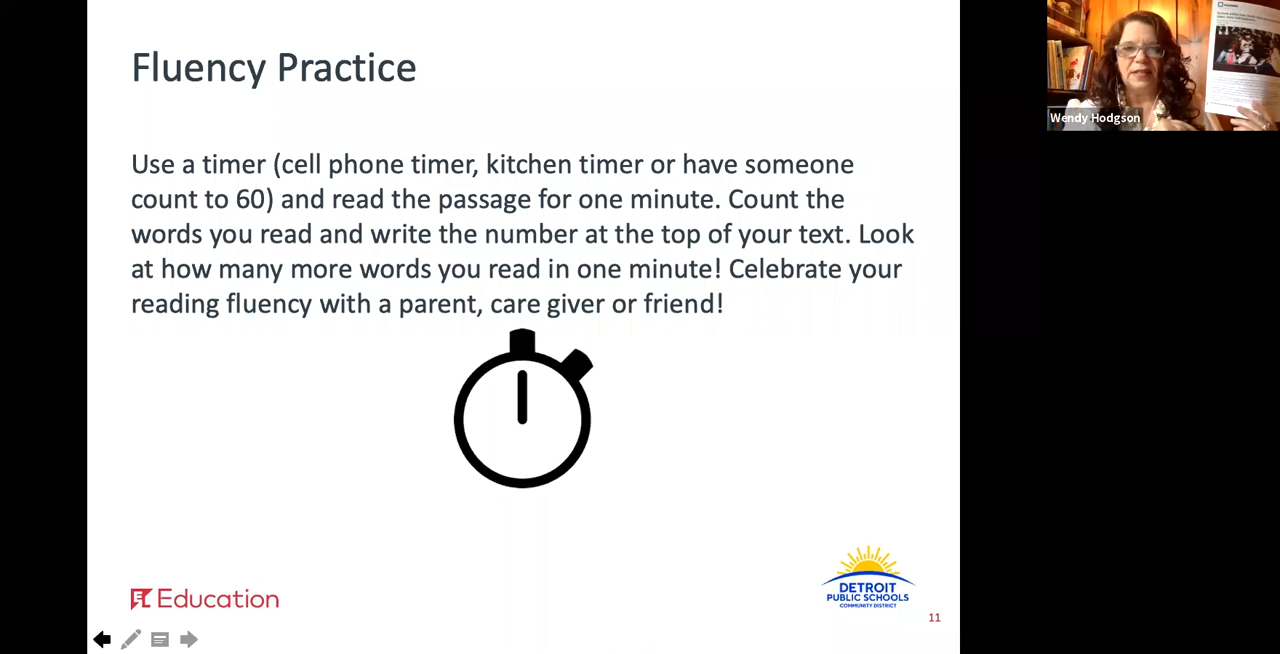 Fluency Practice
Use a timer (cell phone timer, kitchen timer or have someone
count to 60) and read the passage for one minute. Count the
words you read and write the number at the top of your text. Look
at how many more words you read in one minute! Celebrate your
reading fluency with a parent, care giver or friend!
Education
DETROIT
PUBLIC SCHOOLS
COMMUNITY DISTRICT
11
Wendy Hodgson